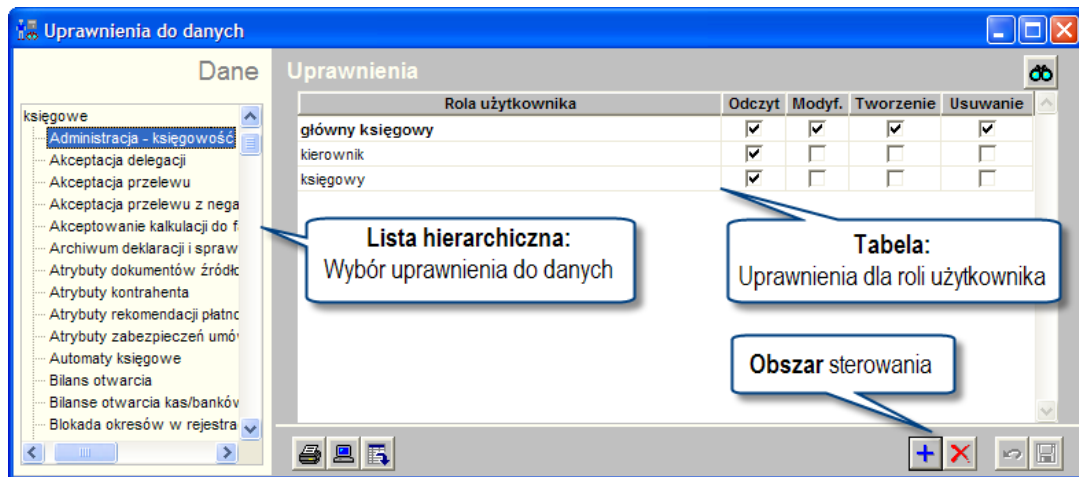 Uprawnienia do danych
Dane
księgowe
Administracja - księgowość
Akceptacja delegacji
Akceptacja przelewu
Akceptacja przelewu z nega
Akceptowanie kalkulacji do f
Archiwum deklaracji i spraw
Atrybuty dokumentów źródło
Atrybuty kontrahenta
Atrybuty rekomendacji płatno
Atrybuty zabezpieczeń umó
Automaty księgowe
Bilans otwarcia
Bilanse otwarcia kas/banków
Blokada okresów w rejestra
Uprawnienia
Rola użytkownika Odczyt Modyf. Tworzenie Usuwanie
główny księgowy
kierownik
księgowy
Lista hierarchiczna:
Wybór uprawnienia do danych
Tabela:
Uprawnienia dla roli użytkownika
Obszar sterowania